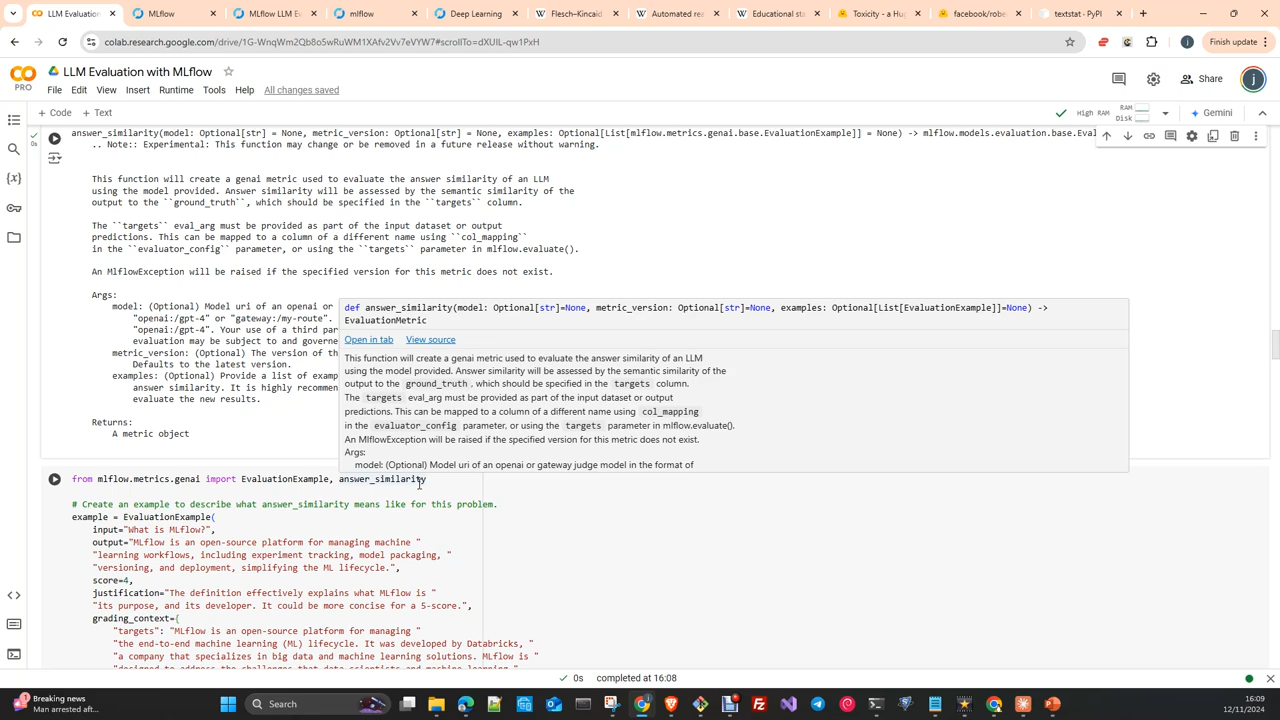 LLM Evaluation
MLflow
MLflow LLM E
mlflow
Deep Learning
Flesch–Kincaid
Automated rea
Educational sta
Toxicity - a Hug
facebook/robe
textstat · PyPI
colab.research.google.com/drive/1G-WnqWm2Qb8o5wRuWM1XAfv2Vv7eVYW7#scrollTo=dXUIL-qw1PxH
j
Finish update
CO
PRO
LLM Evaluation with MLflow
File Edit View Insert Runtime Tools Help All changes saved
Share
j
+ Code + Text
High RAM
RAM
Disk
Gemini
answer_similarity(model: Optional[str] = None, metric_version: Optional[str] = None, examples: Optional[List[mlflow.metrics.genai.base.EvaluationExample]] = None) -> mlflow.models.evaluation.base.Eval
0s
.. Note:: Experimental: This function may change or be removed in a future release without warning.
This function will create a genai metric used to evaluate the answer similarity of an LLM
using the model provided. Answer similarity will be assessed by the semantic similarity of the
output to the ``ground_truth``, which should be specified in the ``targets`` column.
The ``targets`` eval_arg must be provided as part of the input dataset or output
predictions. This can be mapped to a column of a different name using ``col_mapping``
in the ``evaluator_config`` parameter, or using the ``targets`` parameter in mlflow.evaluate().
An MlflowException will be raised if the specified version for this metric does not exist.
Args:
model: (Optional) Model uri of an openai or
"openai:/gpt-4" or "gateway:/my-route".
"openai:/gpt-4". Your use of a third par
evaluation may be subject to and governe
metric_version: (Optional) The version of th
Defaults to the latest version.
examples: (Optional) Provide a list of examp
answer similarity. It is highly recommen
evaluate the new results.
Returns:
A metric object
def answer_similarity(model: Optional[str]=None, metric_version: Optional[str]=None, examples: Optional[List[EvaluationExample]]=None) ->
EvaluationMetric
Open in tab View source
This function will create a genai metric used to evaluate the answer similarity of an LLM
using the model provided. Answer similarity will be assessed by the semantic similarity of the
output to the ground_truth, which should be specified in the targets column.
The targets eval_arg must be provided as part of the input dataset or output
predictions. This can be mapped to a column of a different name using col_mapping
in the evaluator_config parameter, or using the targets parameter in mlflow.evaluate().
An MlflowException will be raised if the specified version for this metric does not exist.
Args:
model: (Optional) Model uri of an openai or gateway judge model in the format of
from mlflow.metrics.genai import EvaluationExample, answer_similarity
# Create an example to describe what answer_similarity means like for this problem.
example = EvaluationExample(
input="What is MLflow?",
output="MLflow is an open-source platform for managing machine "
"learning workflows, including experiment tracking, model packaging, "
"versioning, and deployment, simplifying the ML lifecycle.",
score=4,
justification="The definition effectively explains what MLflow is "
"its purpose, and its developer. It could be more concise for a 5-score.",
grading_context={
"targets": "MLflow is an open-source platform for managing "
"the end-to-end machine learning (ML) lifecycle. It was developed by Databricks, "
"a company that specializes in big data and machine learning solutions. MLflow is "
"designed to address the challenges that data scientists and machine learning "
0s completed at 16:08
Breaking news
Man arrested aft...
Search
16:09
12/11/2024